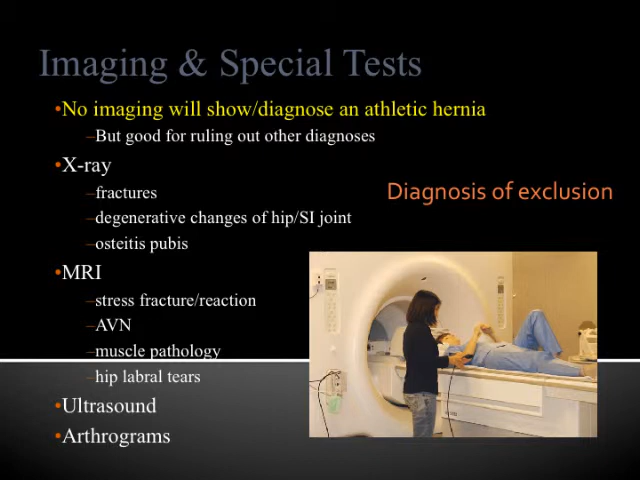 Imaging & Special Tests
•No imaging will show/diagnose an athletic hernia
–But good for ruling out other diagnoses
•X-ray
–fractures
Diagnosis of exclusion
–degenerative changes of hip/SI joint
–osteitis pubis
•MRI
–stress fracture/reaction
–AVN
–muscle pathology
–hip labral tears
•Ultrasound
•Arthrograms